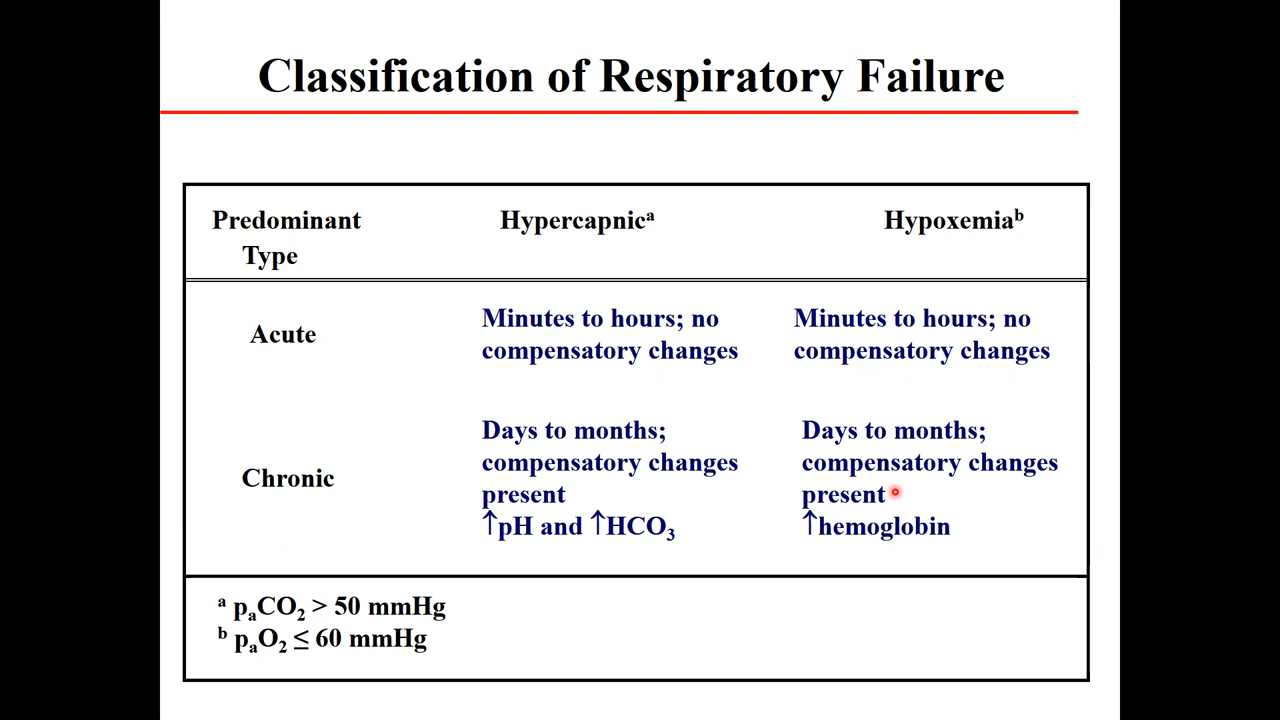 Classification of Respiratory Failure
Predominant Type
Hypercapnicᵃ
Hypoxemiaᵇ
Acute
Minutes to hours; no
compensatory changes
Minutes to hours; no
compensatory changes
Chronic
Days to months;
compensatory changes
present
↑pH and ↑HCO₃
Days to months;
compensatory changes
present
↑hemoglobin
ᵃ pₐCO₂ > 50 mmHg
ᵇ pₐO₂ ≤ 60 mmHg